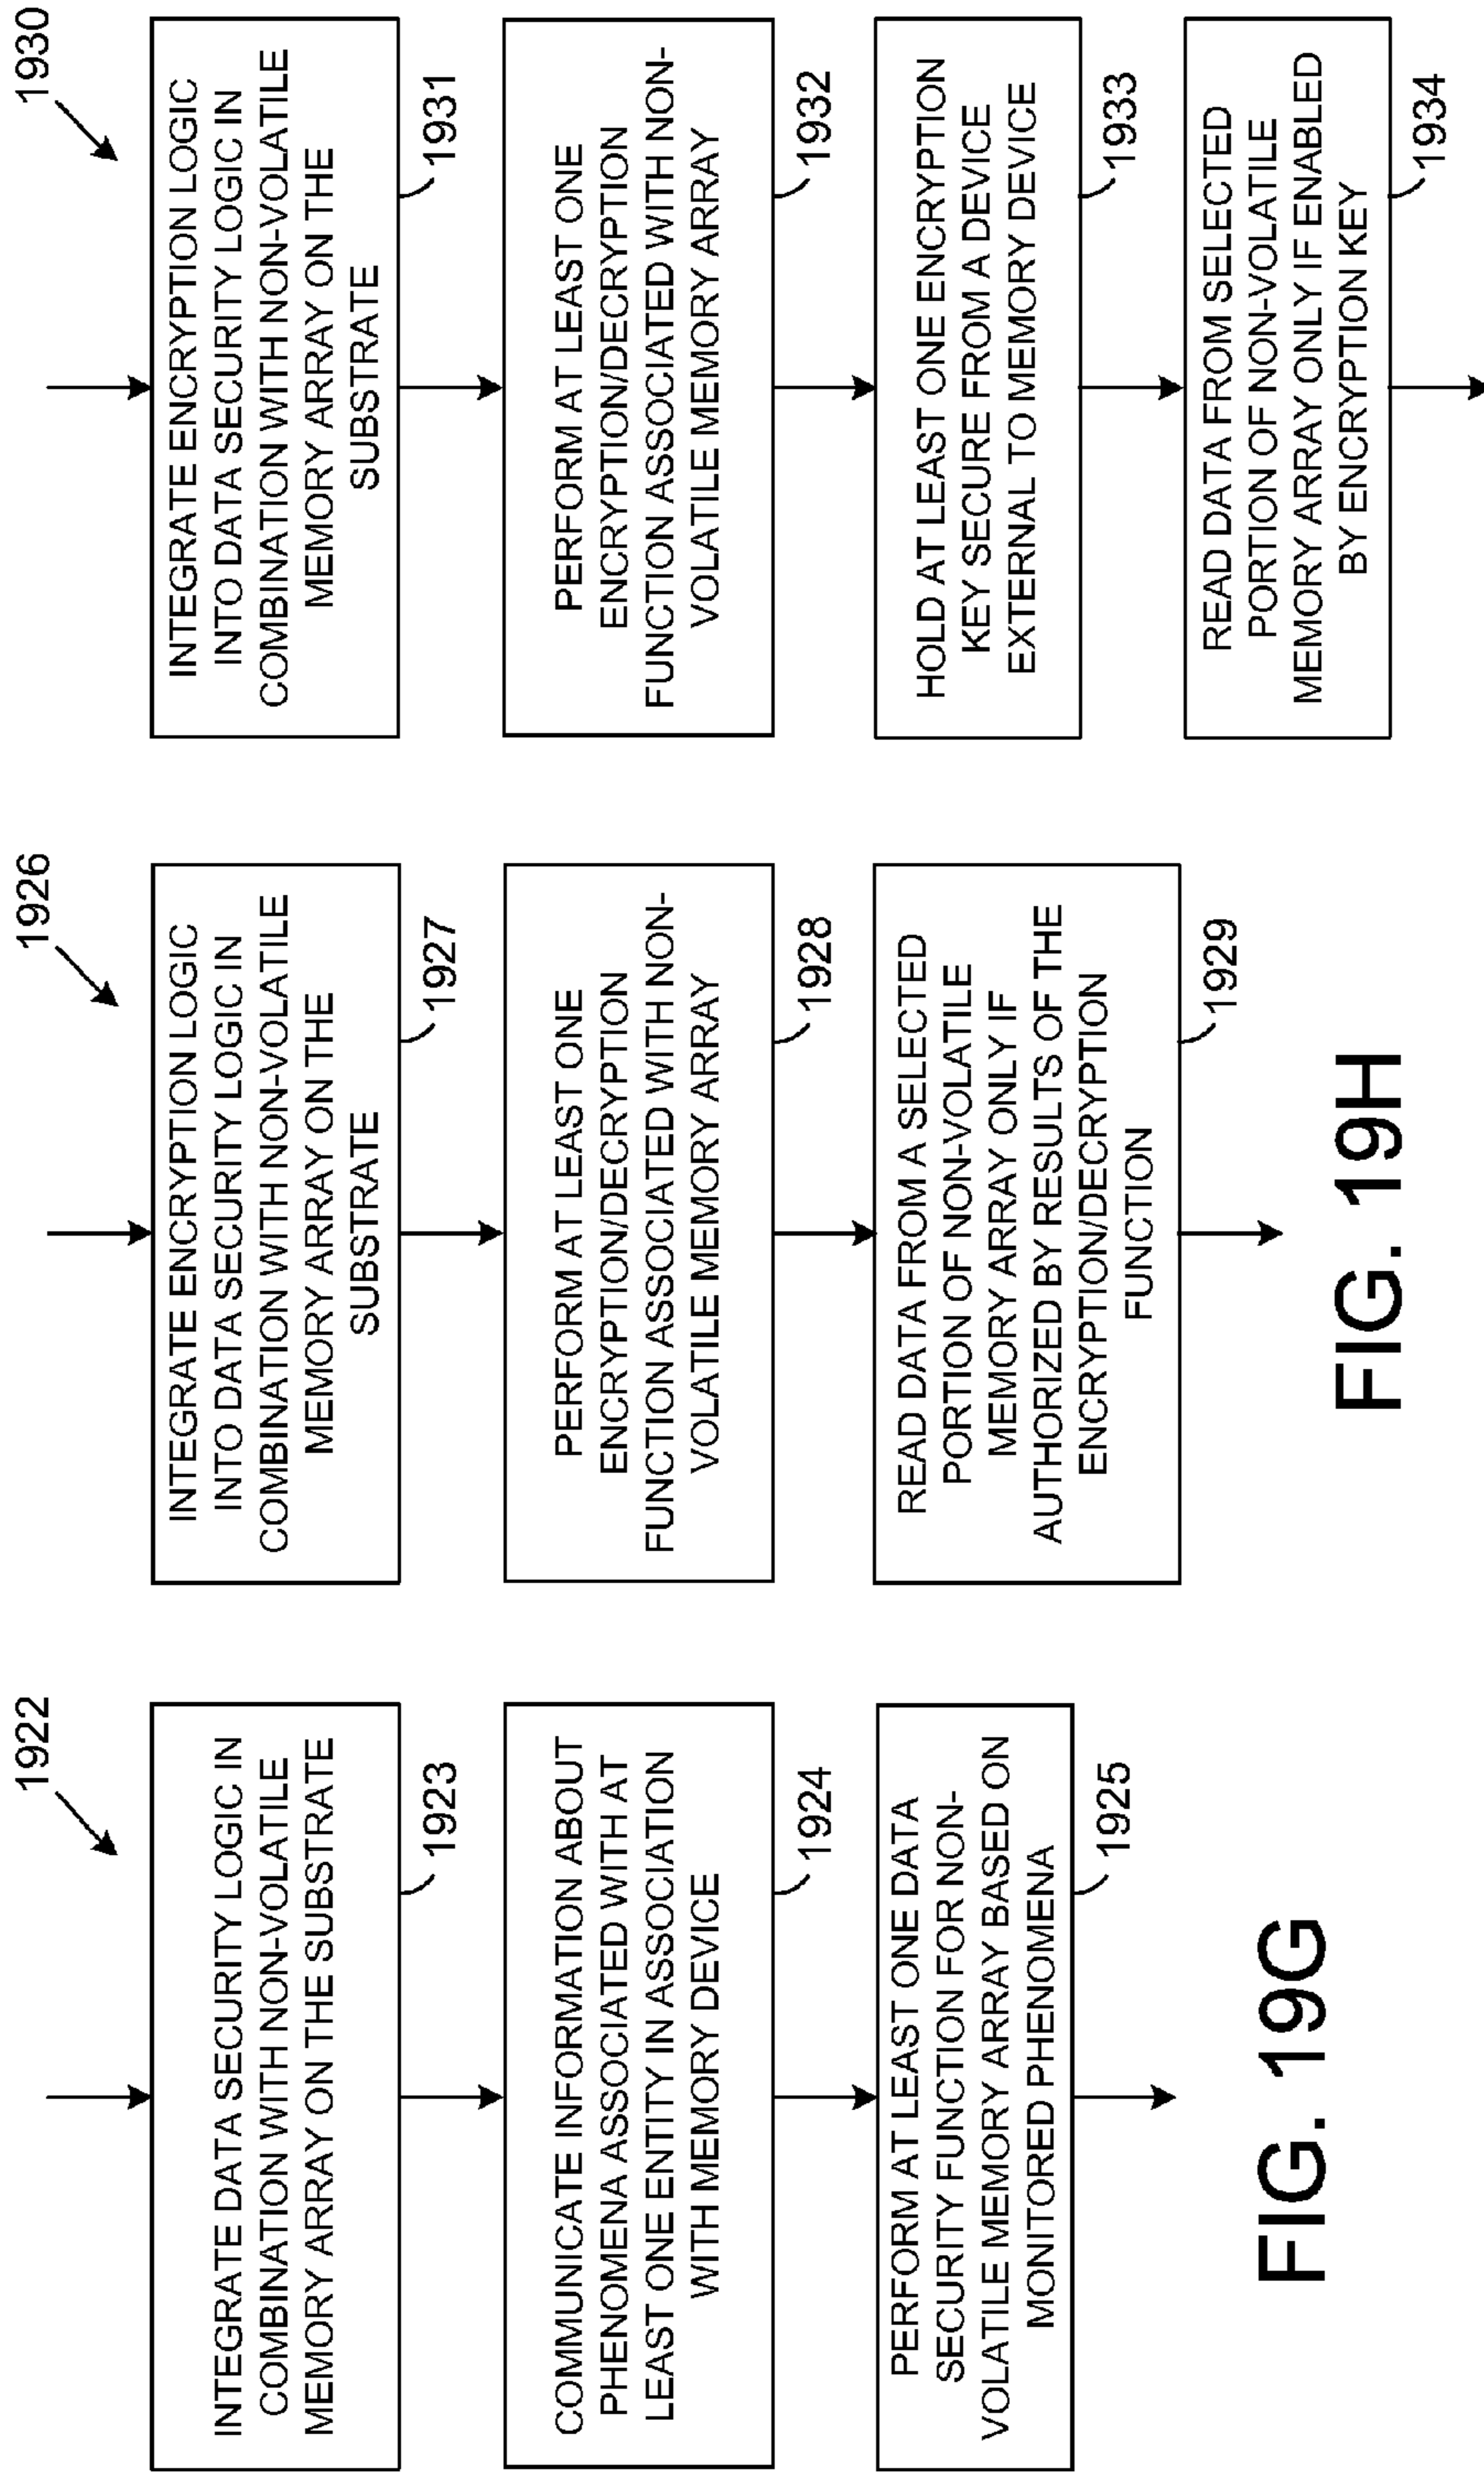 1922
INTEGRATE DATA SECURITY LOGIC IN
COMBINATION WITH NON-VOLATILE
MEMORY ARRAY ON THE SUBSTRATE
1923
COMMUNICATE INFORMATION ABOUT
PHENOMENA ASSOCIATED WITH AT
LEAST ONE ENTITY IN ASSOCIATION
WITH MEMORY DEVICE
1924
PERFORM AT LEAST ONE DATA
SECURITY FUNCTION FOR NON-
VOLATILE MEMORY ARRAY BASED ON
MONITORED PHENOMENA
1925
FIG. 19G
1926
INTEGRATE ENCRYPTION LOGIC
INTO DATA SECURITY LOGIC IN
COMBINATION WITH NON-VOLATILE
MEMORY ARRAY ON THE
SUBSTRATE
1927
PERFORM AT LEAST ONE
ENCRYPTION/DECRYPTION
FUNCTION ASSOCIATED WITH NON-
VOLATILE MEMORY ARRAY
1928
READ DATA FROM A SELECTED
PORTION OF NON-VOLATILE
MEMORY ARRAY ONLY IF
AUTHORIZED BY RESULTS OF THE
ENCRYPTION/DECRYPTION
FUNCTION
1929
FIG. 19H
1930
INTEGRATE ENCRYPTION LOGIC
INTO DATA SECURITY LOGIC IN
COMBINATION WITH NON-VOLATILE
MEMORY ARRAY ON THE
SUBSTRATE
1931
PERFORM AT LEAST ONE
ENCRYPTION/DECRYPTION
FUNCTION ASSOCIATED WITH NON-
VOLATILE MEMORY ARRAY
1932
HOLD AT LEAST ONE ENCRYPTION
KEY SECURE FROM A DEVICE
EXTERNAL TO MEMORY DEVICE
1933
READ DATA FROM SELECTED
PORTION OF NON-VOLATILE
MEMORY ARRAY ONLY IF ENABLED
BY ENCRYPTION KEY
1934